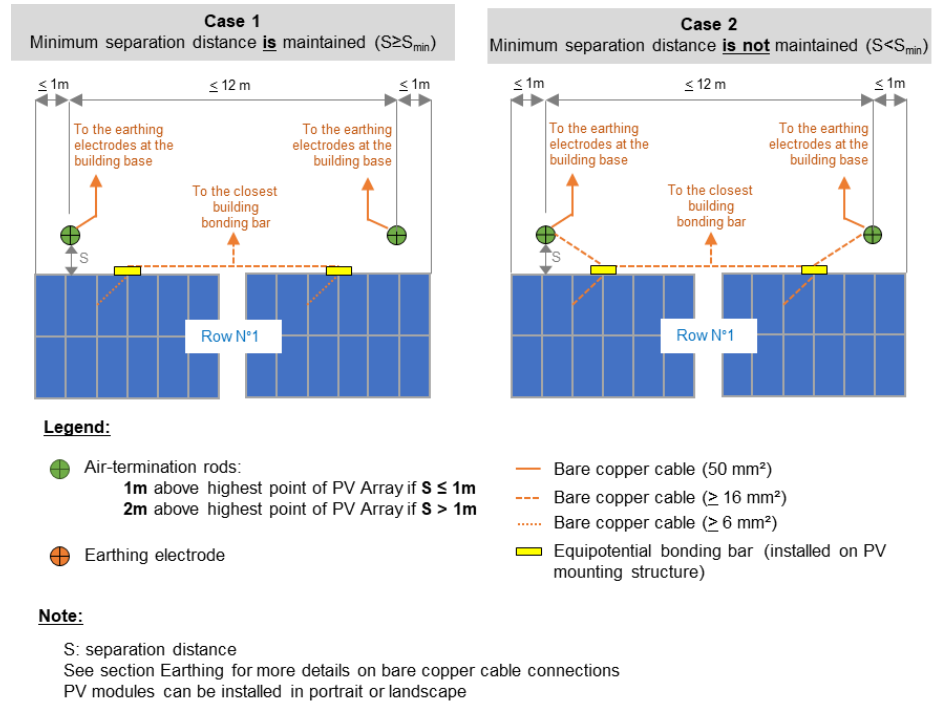 Case 1
Minimum separation distance is maintained (S≥Smin)
< 1m
< 12 m
< 1m
To the earthing
electrodes at the
building base
To the earthing
electrodes at the
building base
To the closest
building
bonding bar
S
Row N°1
Case 2
Minimum separation distance is not maintained (S<Smin)
< 1m
< 12 m
< 1m
To the earthing
electrodes at the
building base
To the earthing
electrodes at the
building base
To the closest
building
bonding bar
S
Row N°1
Legend:
Air-termination rods:
1m above highest point of PV Array if S ≤ 1m
2m above highest point of PV Array if S > 1m
Earthing electrode
Bare copper cable (50 mm²)
Bare copper cable (> 16 mm²)
Bare copper cable (> 6 mm²)
Equipotential bonding bar (installed on PV
mounting structure)
Note:
S: separation distance
See section Earthing for more details on bare copper cable connections
PV modules can be installed in portrait or landscape